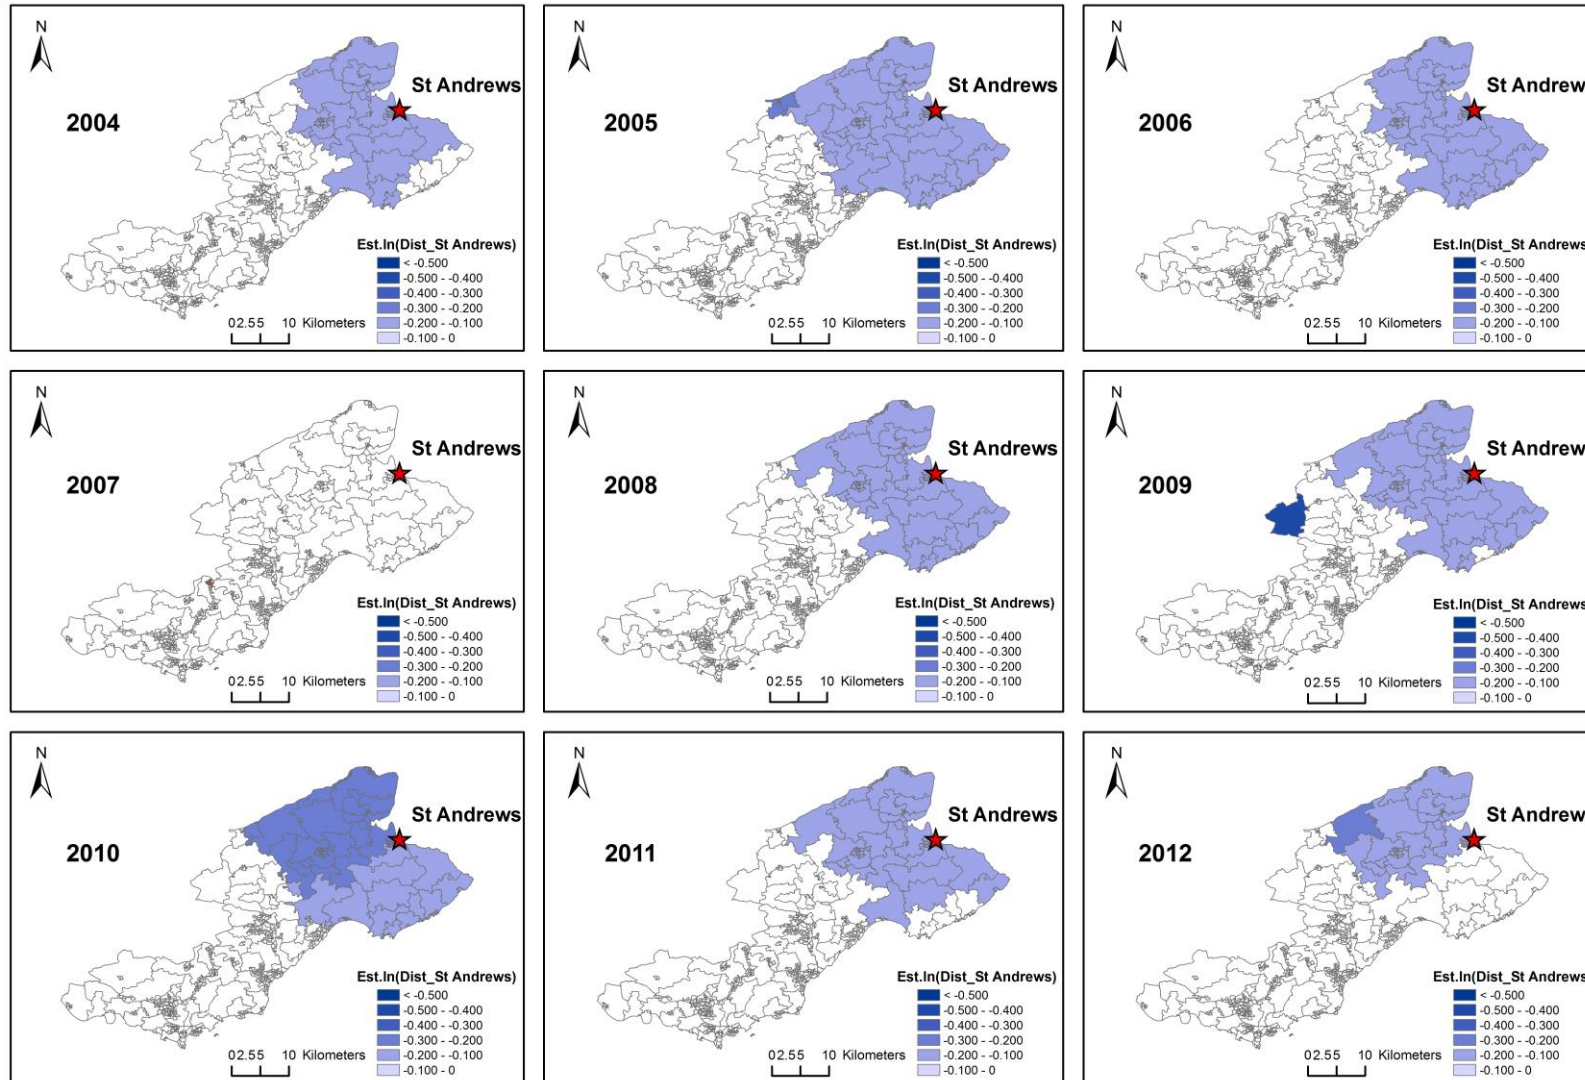 N
St Andrews
2004
Est.ln(Dist_St Andrews)
< -0.500
-0.500 - -0.400
-0.400 - -0.300
-0.300 - -0.200
-0.200 - -0.100
-0.100 - 0
02.55 10 Kilometers
N
St Andrews
2005
Est.ln(Dist_St Andrews)
< -0.500
-0.500 - -0.400
-0.400 - -0.300
-0.300 - -0.200
-0.200 - -0.100
-0.100 - 0
02.55 10 Kilometers
N
St Andrew
2006
Est.ln(Dist_St Andrews
< -0.500
-0.500 - -0.400
-0.400 - -0.300
-0.300 - -0.200
-0.200 - -0.100
-0.100 - 0
02.55 10 Kilometers
N
St Andrews
2007
Est.ln(Dist_St Andrews)
< -0.500
-0.500 - -0.400
-0.400 - -0.300
-0.300 - -0.200
-0.200 - -0.100
-0.100 - 0
02.55 10 Kilometers
N
St Andrews
2008
Est.ln(Dist_St Andrews)
< -0.500
-0.500 - -0.400
-0.400 - -0.300
-0.300 - -0.200
-0.200 - -0.100
-0.100 - 0
02.55 10 Kilometers
N
St Andrew
2009
Est.ln(Dist_St Andrews
< -0.500
-0.500 - -0.400
-0.400 - -0.300
-0.300 - -0.200
-0.200 - -0.100
-0.100 - 0
02.55 10 Kilometers
N
St Andrews
2010
Est.ln(Dist_St Andrews)
< -0.500
-0.500 - -0.400
-0.400 - -0.300
-0.300 - -0.200
-0.200 - -0.100
-0.100 - 0
02.55 10 Kilometers
N
St Andrews
2011
Est.ln(Dist_St Andrews)
< -0.500
-0.500 - -0.400
-0.400 - -0.300
-0.300 - -0.200
-0.200 - -0.100
-0.100 - 0
02.55 10 Kilometers
N
St Andrew
2012
Est.ln(Dist_St Andrews
< -0.500
-0.500 - -0.400
-0.400 - -0.300
-0.300 - -0.200
-0.200 - -0.100
-0.100 - 0
02.55 10 Kilometers